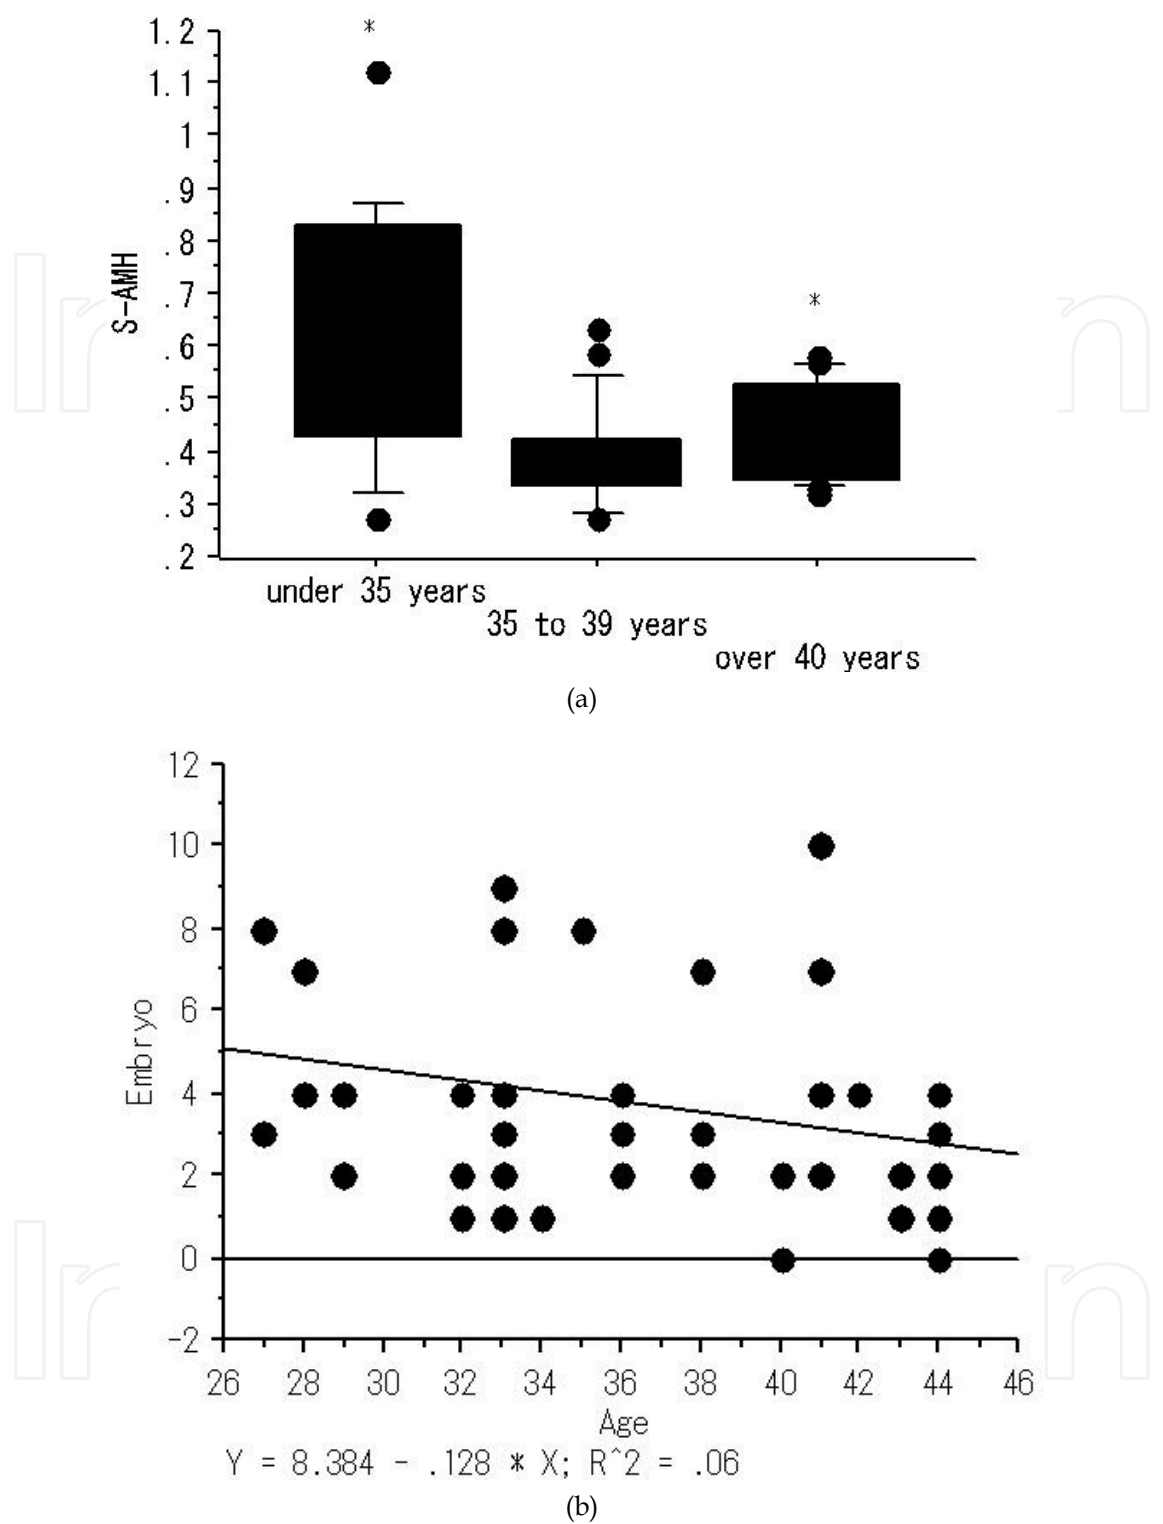 *
1.2
1.11
1
.9
.8
.7
.6
.5
.4
.3
.2
S-AMH
*
under 35 years
35 to 39 years
over 40 years
(a)
12
10
8
6
4
2
0
-2
Embryo
26 28 30 32 34 36 38 40 42 44 46
Age
Y = 8.384 - .128 * X; R^2 = .06
(b)